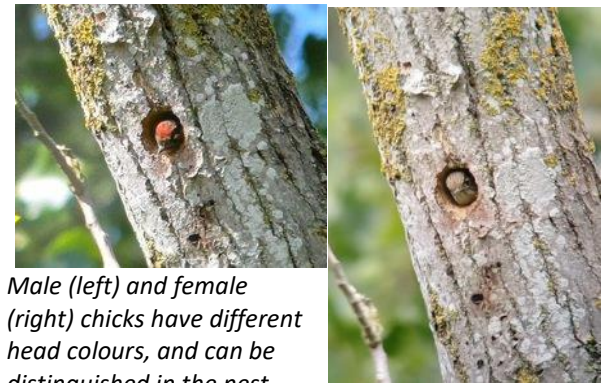 Male (left) and female
(right) chicks have different
head colours, and can be
distinguished in the nest